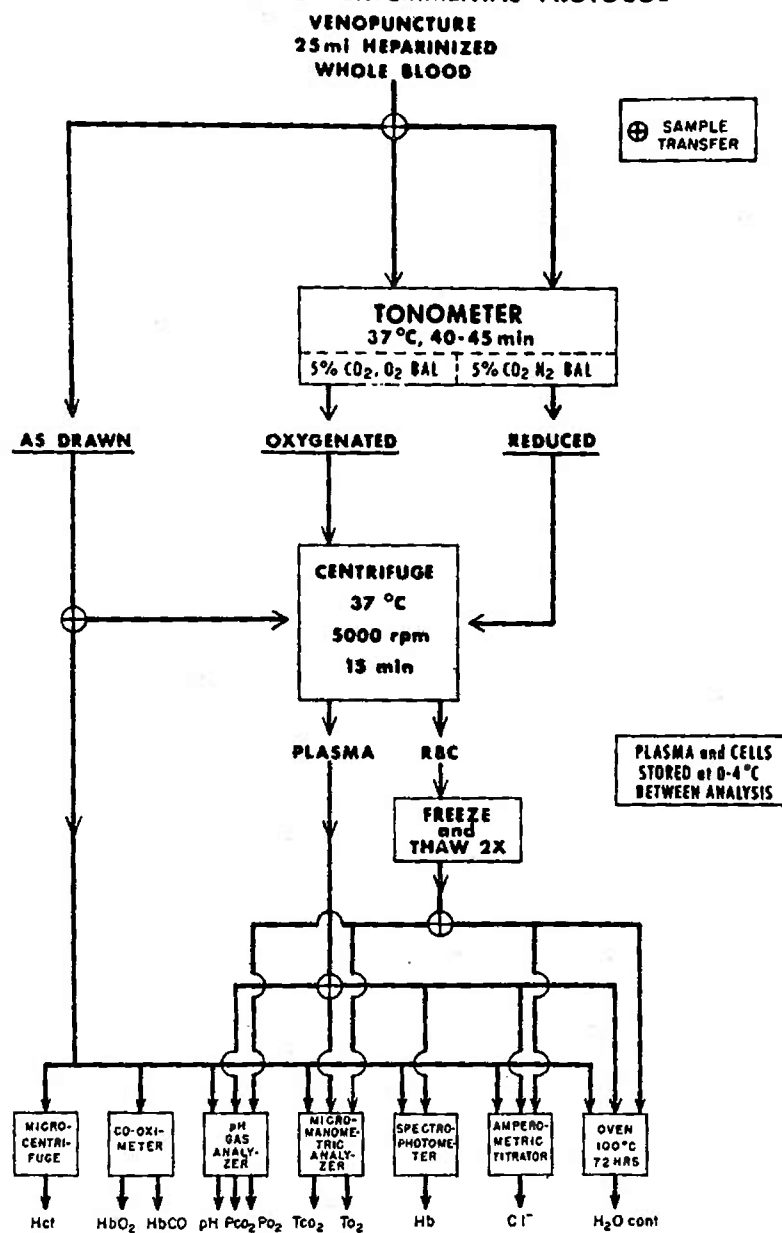 VENOPUNCTURE
25ml HEPARINIZED
WHOLE BLOOD
⊕ SAMPLE
TRANSFER
TONOMETER
37 °C, 40-45 min
5% CO₂, O₂ BAL
5% CO₂ N₂ BAL
AS DRAWN
OXYGENATED
REDUCED
CENTRIFUGE
37 °C
5000 rpm
15 min
PLASMA
RBC
PLASMA and CELLS
STORED at 0-4°C
BETWEEN ANALYSIS
FREEZE
and
THAW 2X
MICRO-
CENTRI-
FUGE
CO-OXI-
METER
pH
GAS
ANALY-
ZER
MICRO-
MANOMET-
RIC
ANALY-
ZER
SPECTRO-
PHOTOME-
TER
AMPERO-
METRIC
TITRATOR
OVEN
100°C
72 HRS
Hct
HbO₂
HbCO
pH
Pco₂
Po₂
Tco₂
To₂
Hb
Cl⁻
H₂O cont